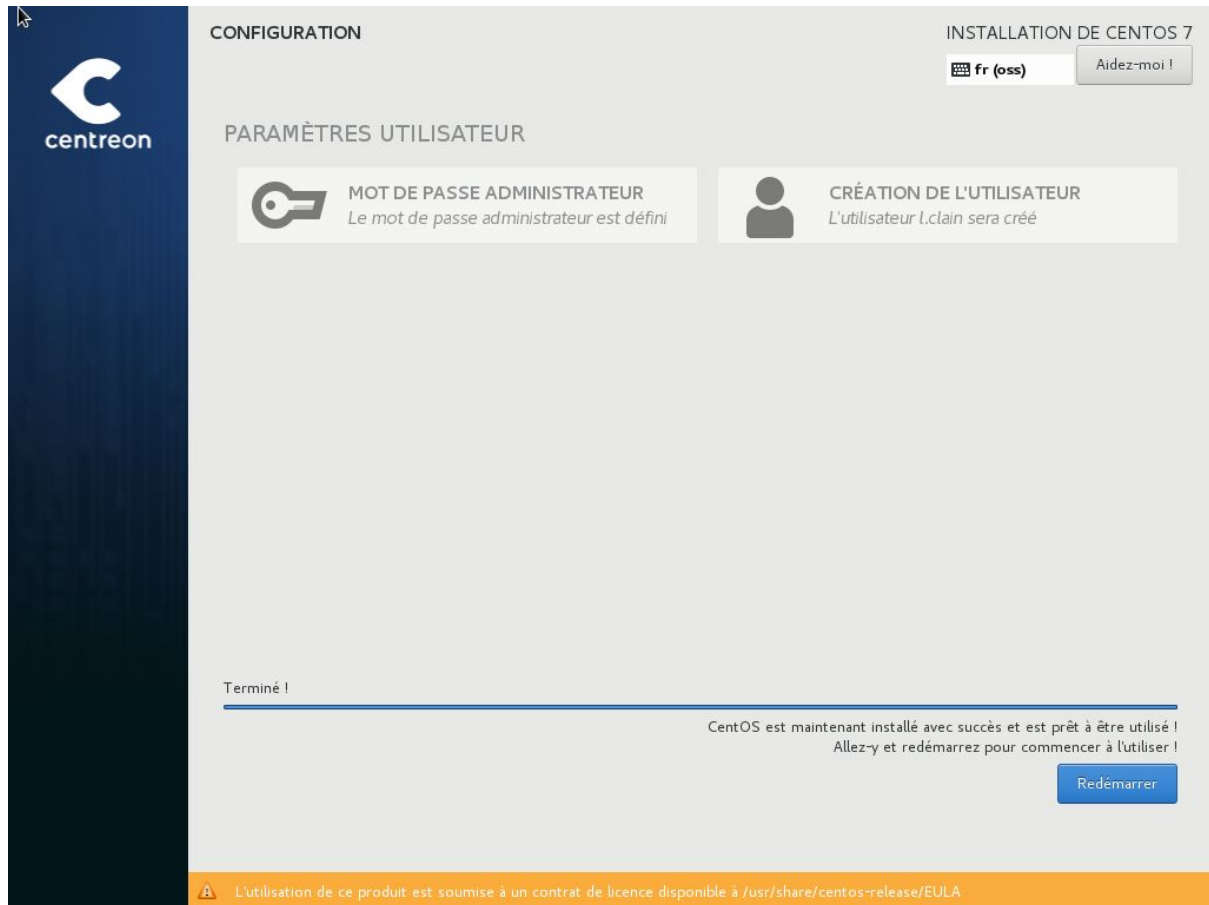 centreon
CONFIGURATION
INSTALLATION DE CENTOS 7
fr (oss)
Aidez-moi !
PARAMÈTRES UTILISATEUR
MOT DE PASSE ADMINISTRATEUR
Le mot de passe administrateur est défini
CRÉATION DE L'UTILISATEUR
L'utilisateur l.clain sera créé
Terminé !
CentOS est maintenant installé avec succès et est prêt à être utilisé !
Allez-y et redémarrez pour commencer à l'utiliser !
Redémarrer
L'utilisation de ce produit est soumise à un contrat de licence disponible à /usr/share/centos-release/EULA